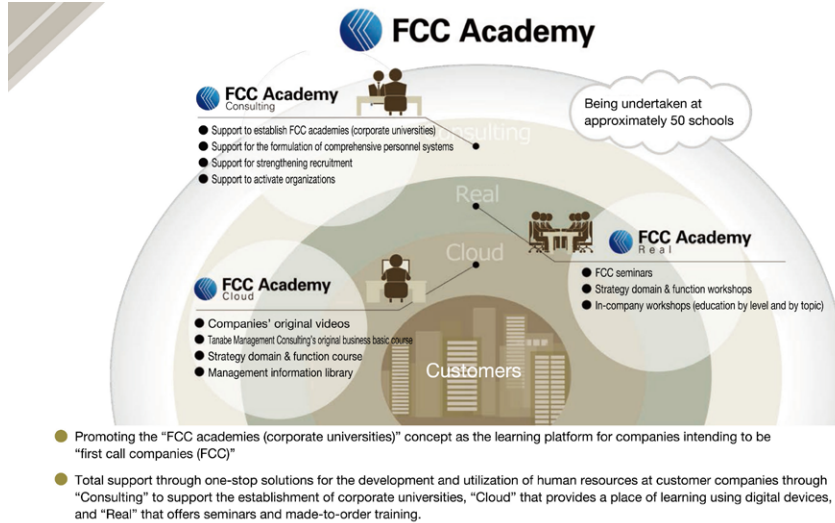 FCC Academy
FCC Academy
Consulting
Support to establish FCC academies (corporate universities)
Support for the formulation of comprehensive personnel systems
Support for strengthening recruitment
Support to activate organizations
Being undertaken at
approximately 50 schools
Consulting
Real
Cloud
FCC Academy
Real
FCC seminars
Strategy domain & function workshops
In-company workshops (education by level and by topic)
FCC Academy
Cloud
Companies' original videos
Tanabe Management Consulting's original business basic course
Strategy domain & function course
Management information library
Customers
Promoting the “FCC academies (corporate universities)” concept as the learning platform for companies intending to be
“first call companies (FCC)”
Total support through one-stop solutions for the development and utilization of human resources at customer companies through
“Consulting” to support the establishment of corporate universities, “Cloud” that provides a place of learning using digital devices,
and “Real” that offers seminars and made-to-order training.